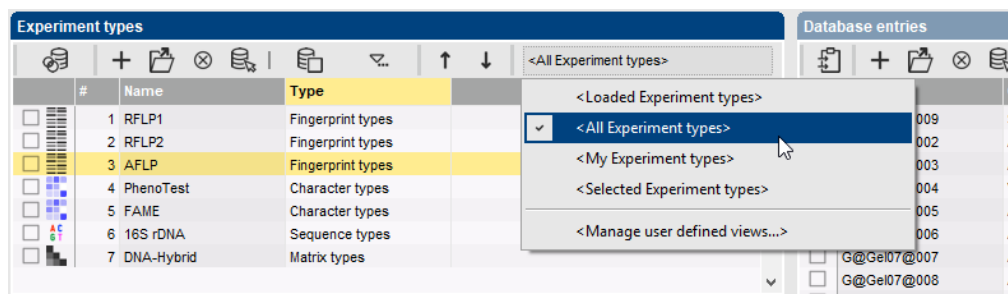 Experiment types
Database entries
<All Experiment types>
# Name Type
1 RFLP1 Fingerprint types
2 RFLP2 Fingerprint types
3 AFLP Fingerprint types
4 PhenoTest Character types
5 FAME Character types
6 16S rDNA Sequence types
7 DNA-Hybrid Matrix types
<Loaded Experiment types>
<All Experiment types>
<My Experiment types>
<Selected Experiment types>
<Manage user defined views...>
009
002
003
004
005
006
G@Gel07@007
G@Gel07@008